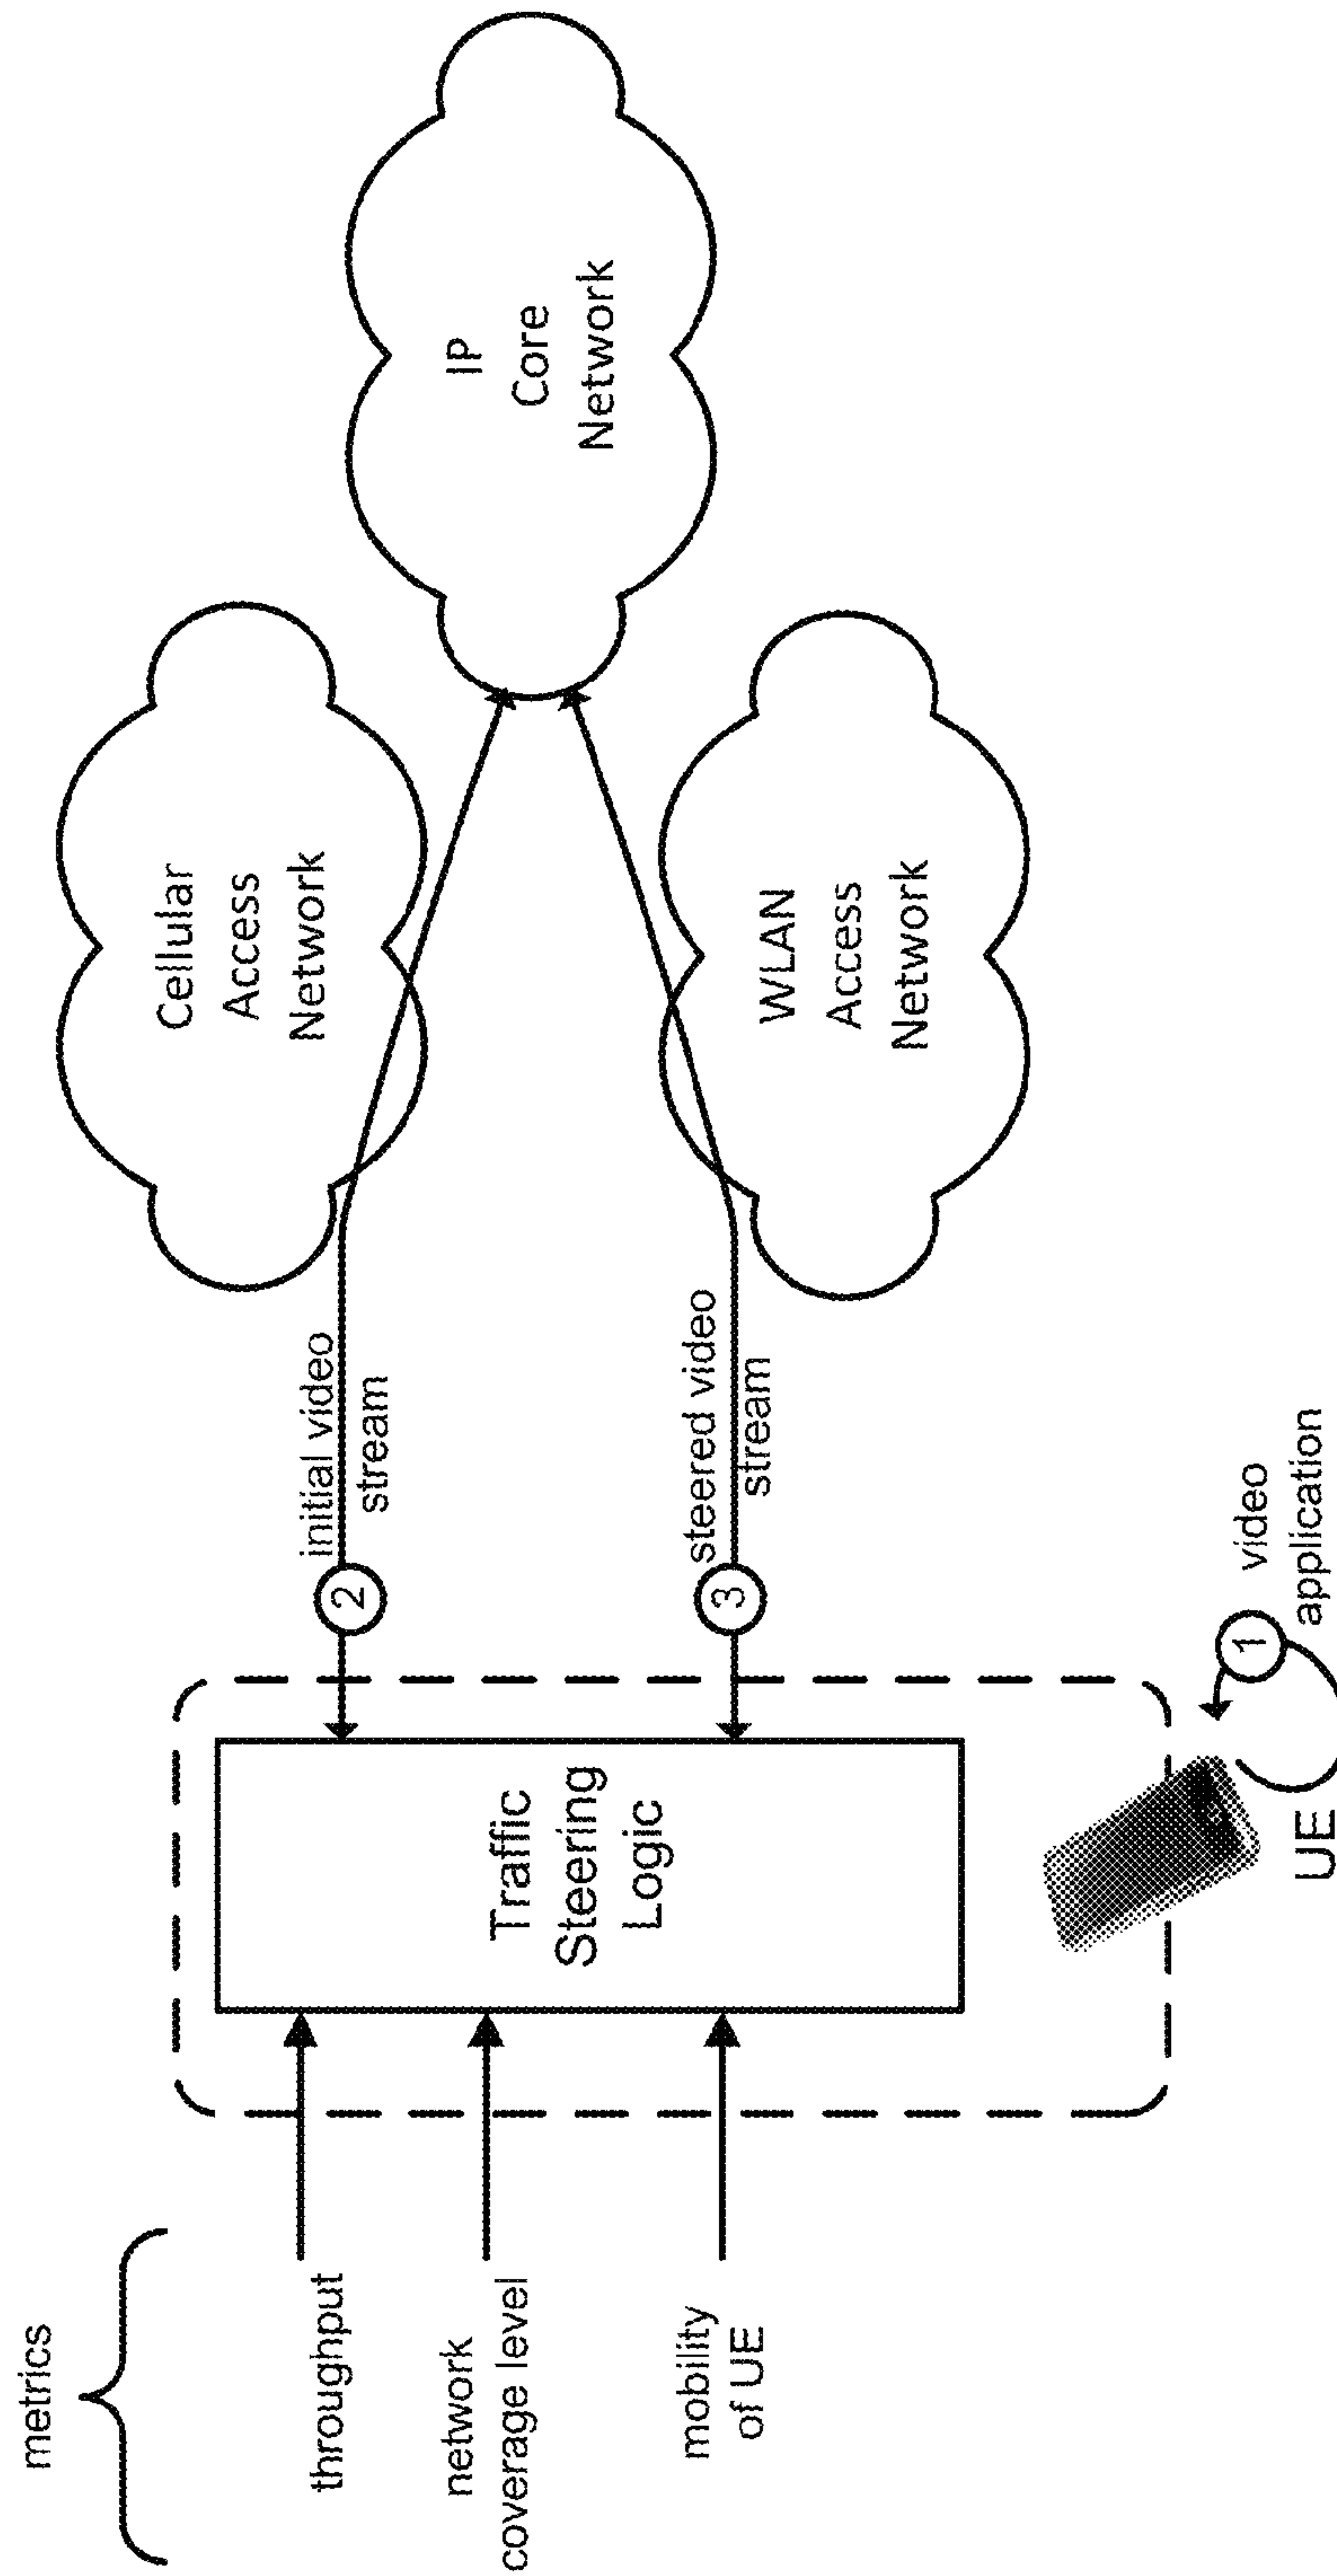 metrics
throughput
network
coverage level
mobility
of UE
Traffic
Steering
Logic
2
initial video
stream
3
steered video
stream
Cellular
Access
Network
WLAN
Access
Network
IP
Core
Network
UE
1
video
application